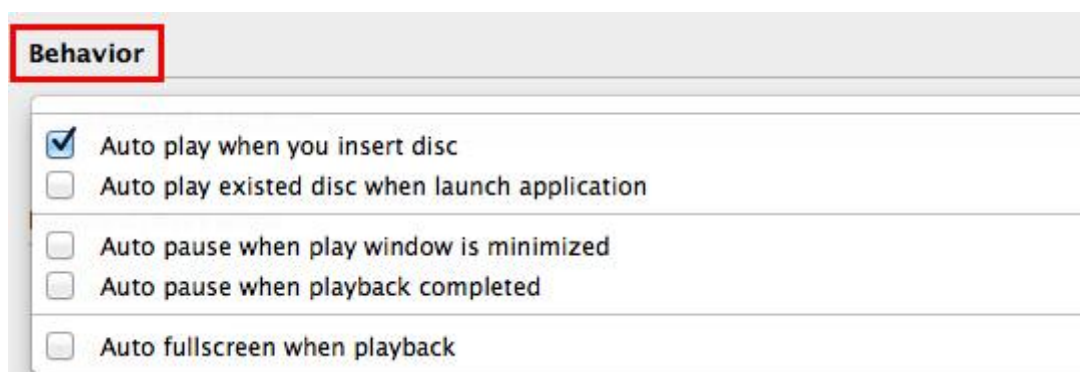 Behavior
Auto play when you insert disc
Auto play existed disc when launch application
Auto pause when play window is minimized
Auto pause when playback completed
Auto fullscreen when playback